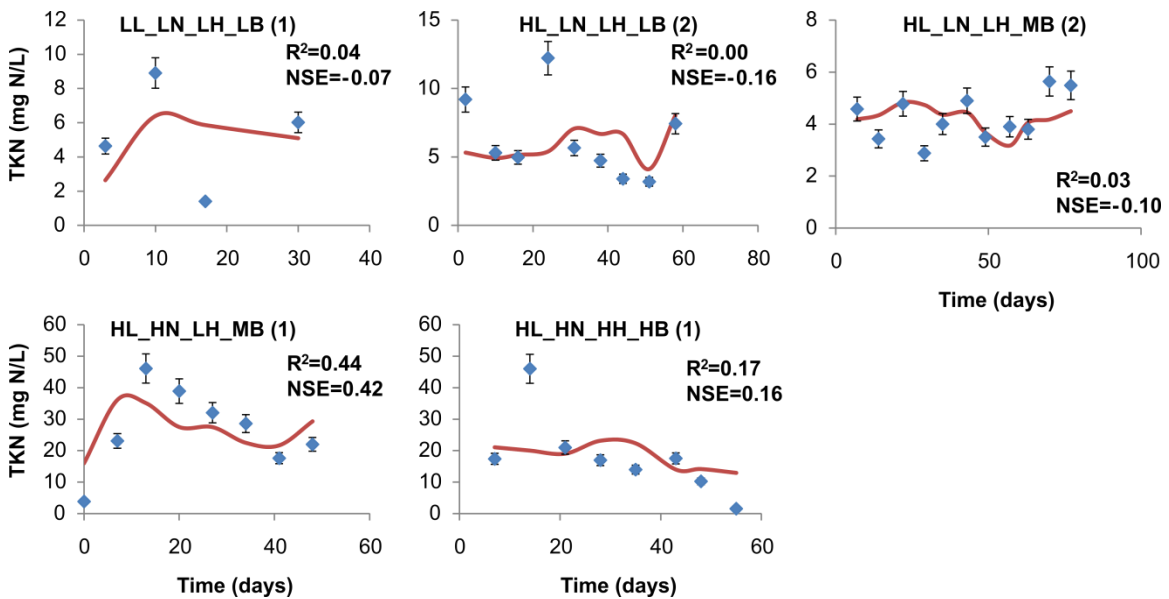 LL_LN_LH_LB (1)
R²=0.04
NSE=-0.07
TKN (mg N/L)
12
10
8
6
4
2
0
0 10 20 30 40
HL_LN_LH_LB (2)
R²=0.00
NSE=-0.16
15
10
5
0
0 20 40 60 80
HL_LN_LH_MB (2)
8
6
4
2
0
R²=0.03
NSE=-0.10
0 50 100
Time (days)
HL_HN_LH_MB (1)
R²=0.44
NSE=0.42
TKN (mg N/L)
60
50
40
30
20
10
0
0 20 40 60
Time (days)
HL_HN_HH_HB (1)
R²=0.17
NSE=0.16
60
50
40
30
20
10
0
0 20 40 60
Time (days)